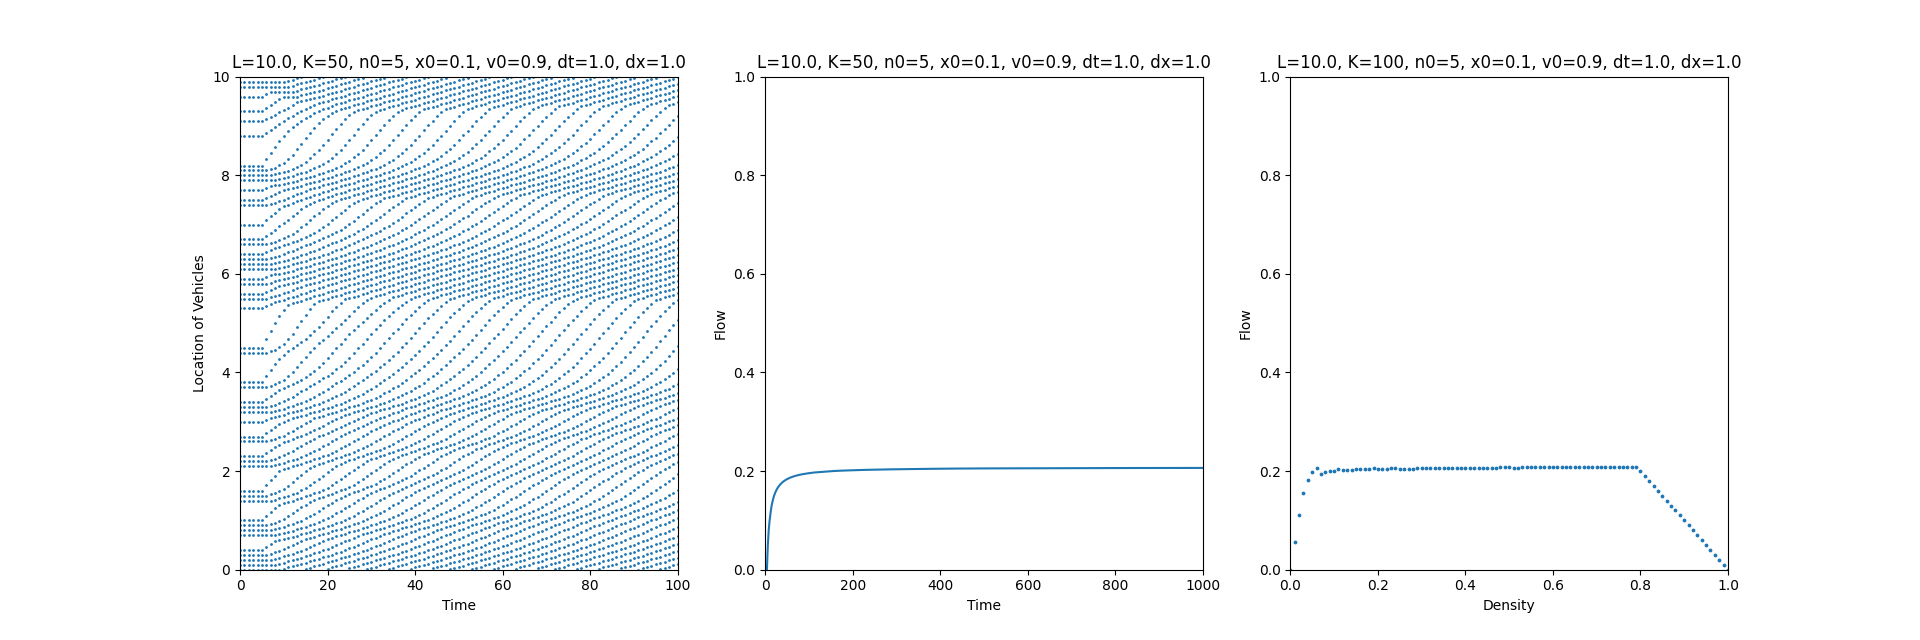 L=10.0, K=50, n0=5, x0=0.1, v0=0.9, dt=1.0, dx=1.0
10
8
6
4
2
0
0 20 40 60 80 100
Time
Location of Vehicles
L=10.0, K=50, n0=5, x0=0.1, v0=0.9, dt=1.0, dx=1.0
1.0
0.8
0.6
0.4
0.2
0.0
0 200 400 600 800 1000
Time
Flow
L=10.0, K=100, n0=5, x0=0.1, v0=0.9, dt=1.0, dx=1.0
1.0
0.8
0.6
0.4
0.2
0.0
0.0 0.2 0.4 0.6 0.8 1.0
Density
Flow